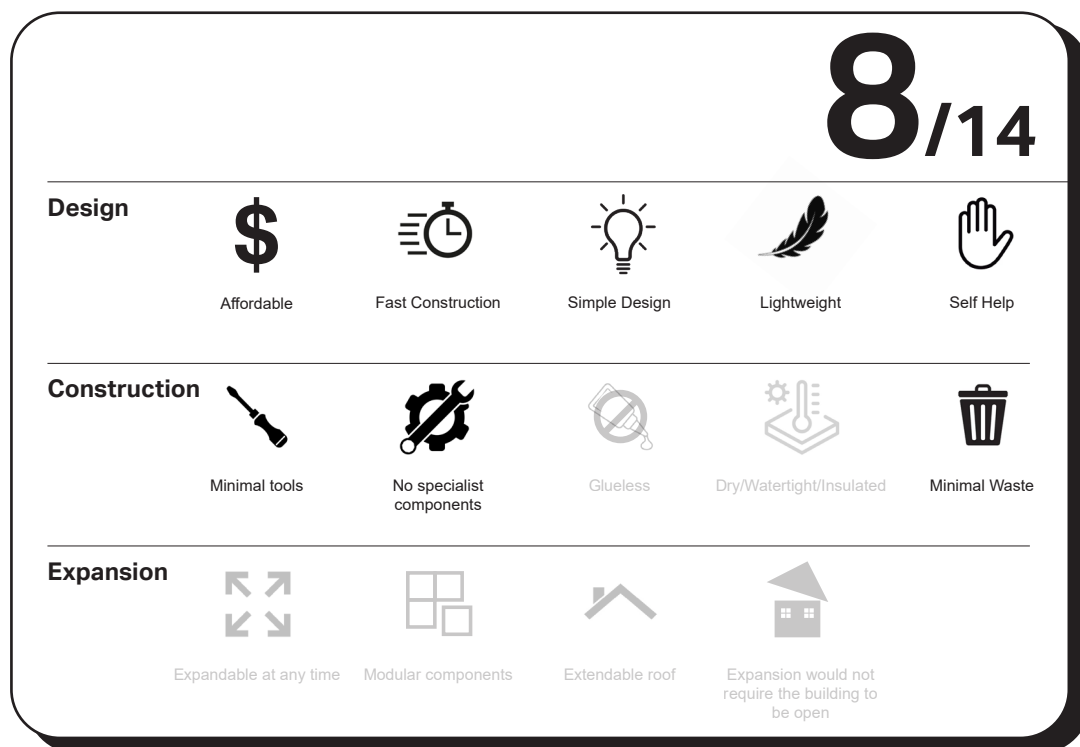 8/14
Design
$
Affordable
Fast Construction
Simple Design
Lightweight
Self Help
Construction
Minimal tools
No specialist
components
Glueless
Dry/Watertight/Insulated
Minimal Waste
Expansion
Expandable at any time
Modular components
Extendable roof
Expansion would not
require the building to
be open